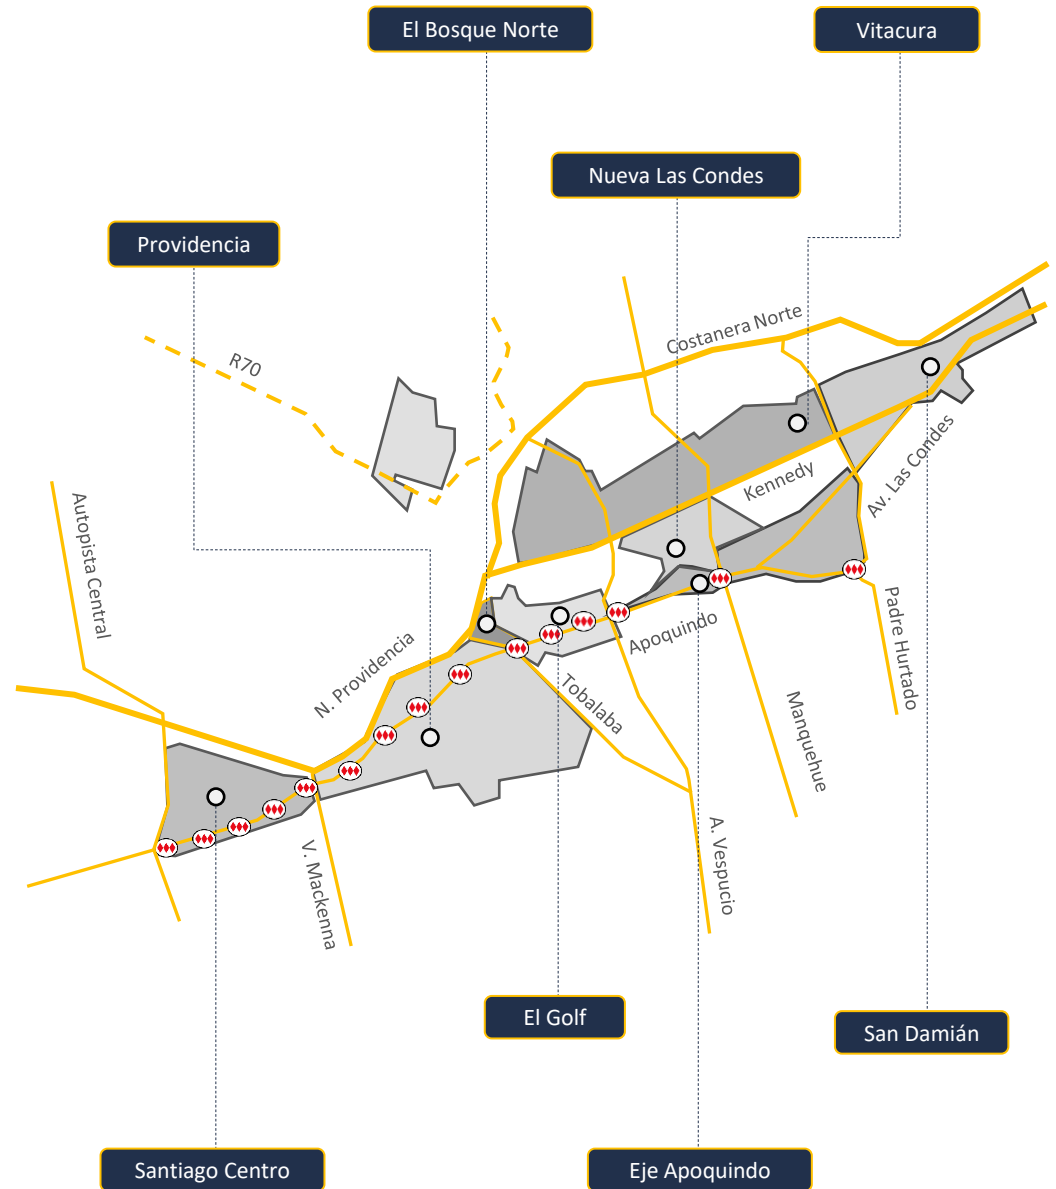 El Bosque Norte
Vitacura
Nueva Las Condes
Providencia
Costanera Norte
R70
Kennedy
Av. Las Condes
Autopista Central
N. Providencia
Apoquindo
Padre Hurtado
Tobalaba
Manquehue
V. Mackenna
A. Vespucio
El Golf
San Damián
Santiago Centro
Eje Apoquindo